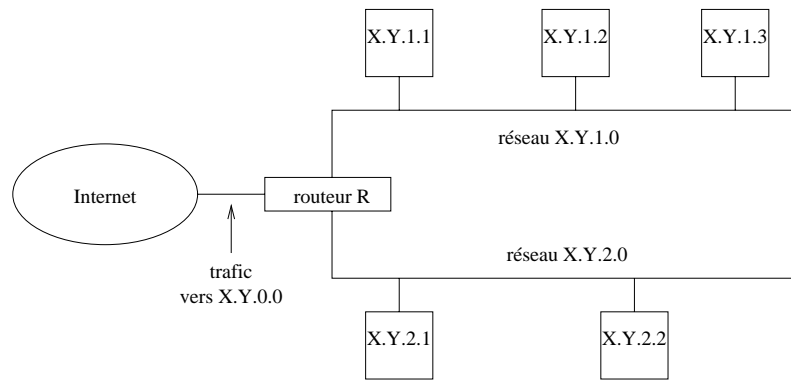 X.Y.1.1
X.Y.1.2
X.Y.1.3
réseau X.Y.1.0
Internet
routeur R
trafic
vers X.Y.0.0
réseau X.Y.2.0
X.Y.2.1
X.Y.2.2